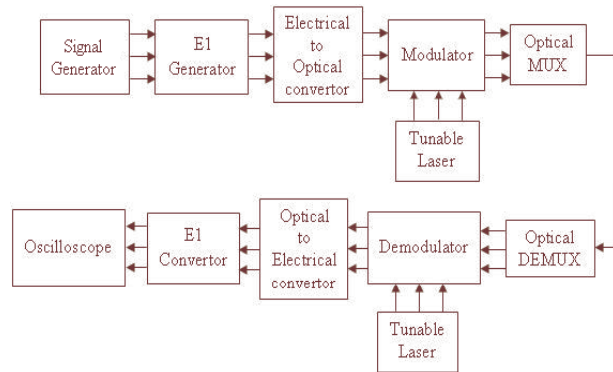 Signal
Generator
E1
Generator
Electrical
to
Optical
convertor
Modulator
Optical
MUX
Tunable
Laser
Oscilloscope
E1
Convertor
Optical
to
Electrical
convertor
Demodulator
Optical
DEMUX
Tunable
Laser